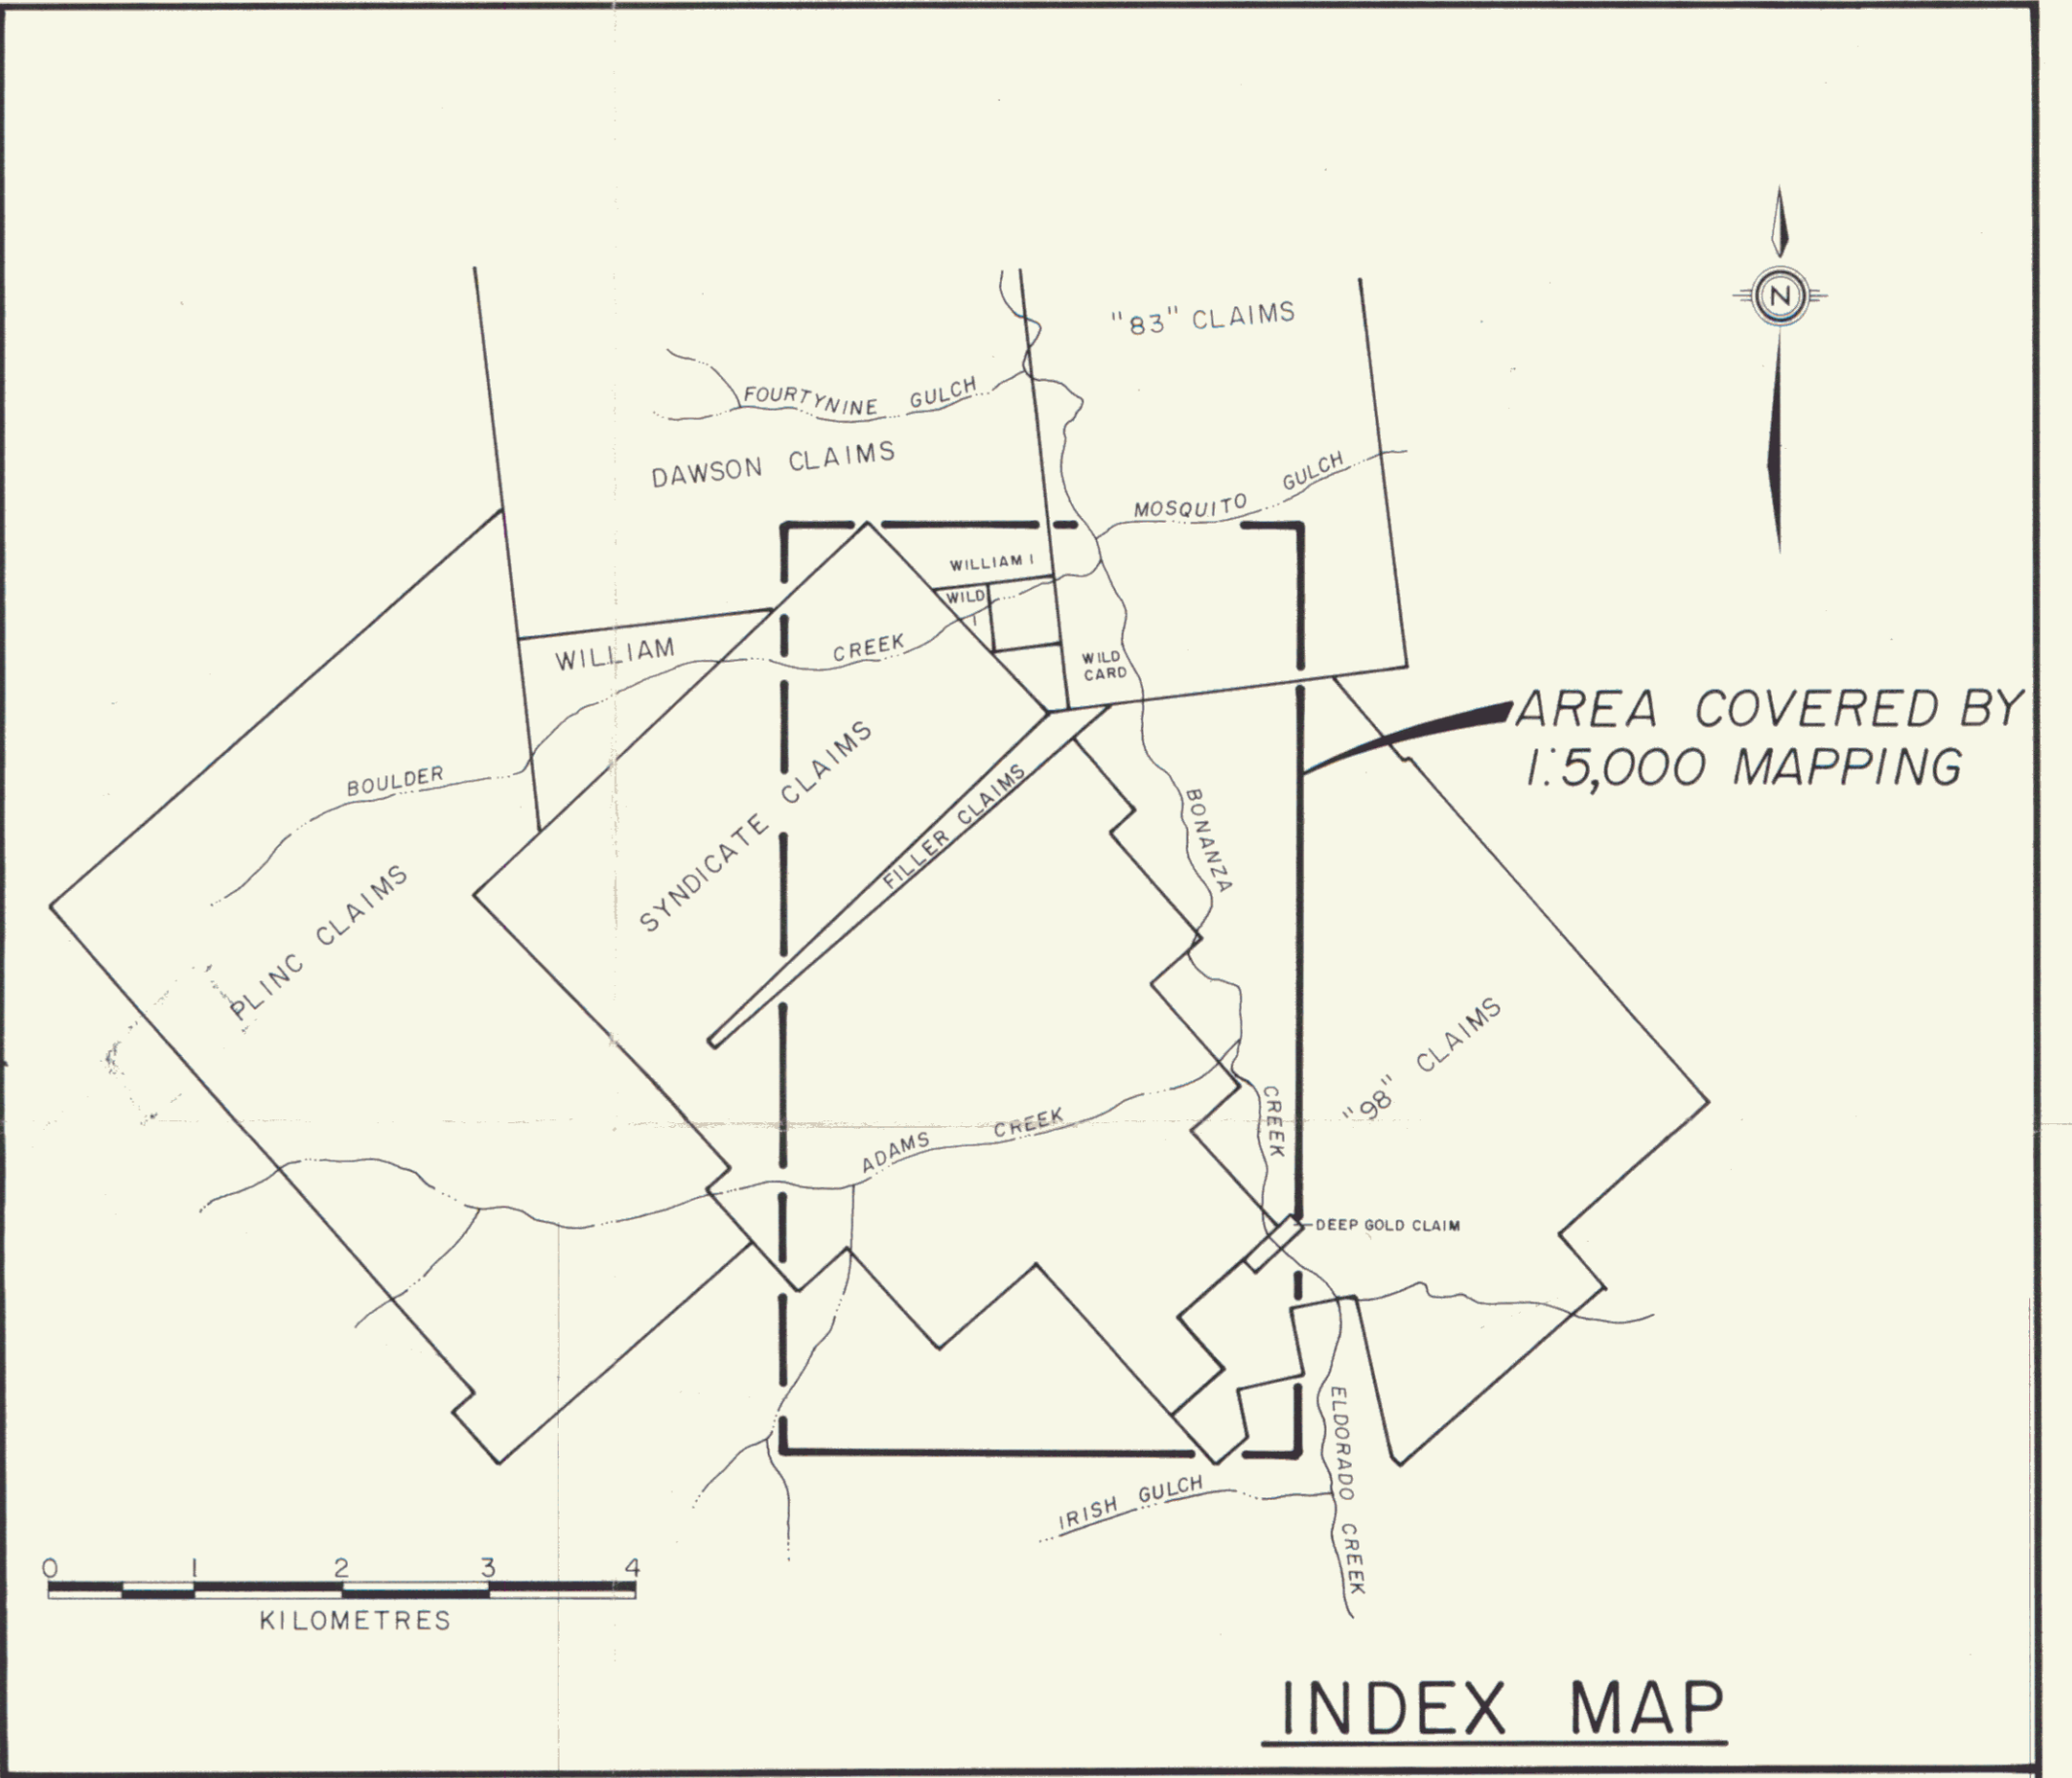 "83" CLAIMS
N
FOURTYNINE GULCH
DAWSON CLAIMS
MOSQUITO GULCH
WILLIAM I
WILD
I
WILLIAM
CREEK
WILD
CARD
AREA COVERED BY
1:5,000 MAPPING
BOULDER
SYNDICATE CLAIMS
FILLER CLAIMS
BONANZA
PLINC CLAIMS
"98" CLAIMS
CREEK
ADAMS CREEK
DEEP GOLD CLAIM
ELDORADO CREEK
IRISH GULCH
0 1 2 3 4
KILOMETRES
INDEX MAP